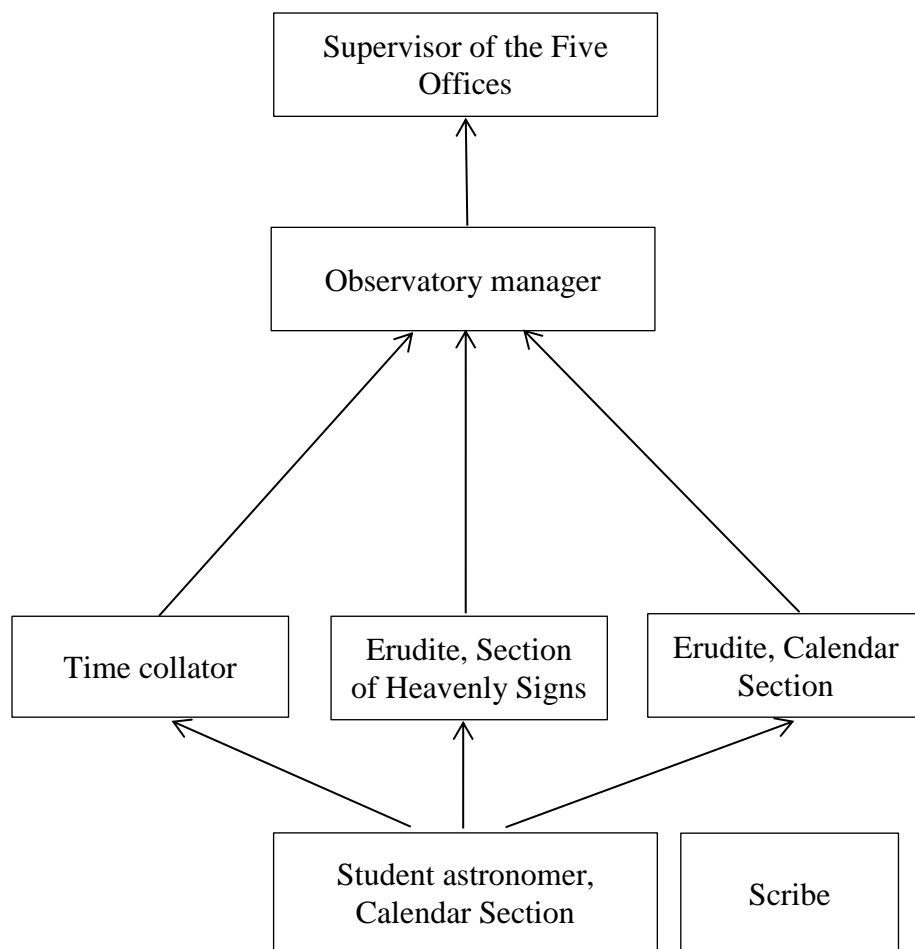 Supervisor of the Five
Offices
Observatory manager
Time collator
Erudite, Section
of Heavenly Signs
Erudite, Calendar
Section
Student astronomer,
Calendar Section
Scribe